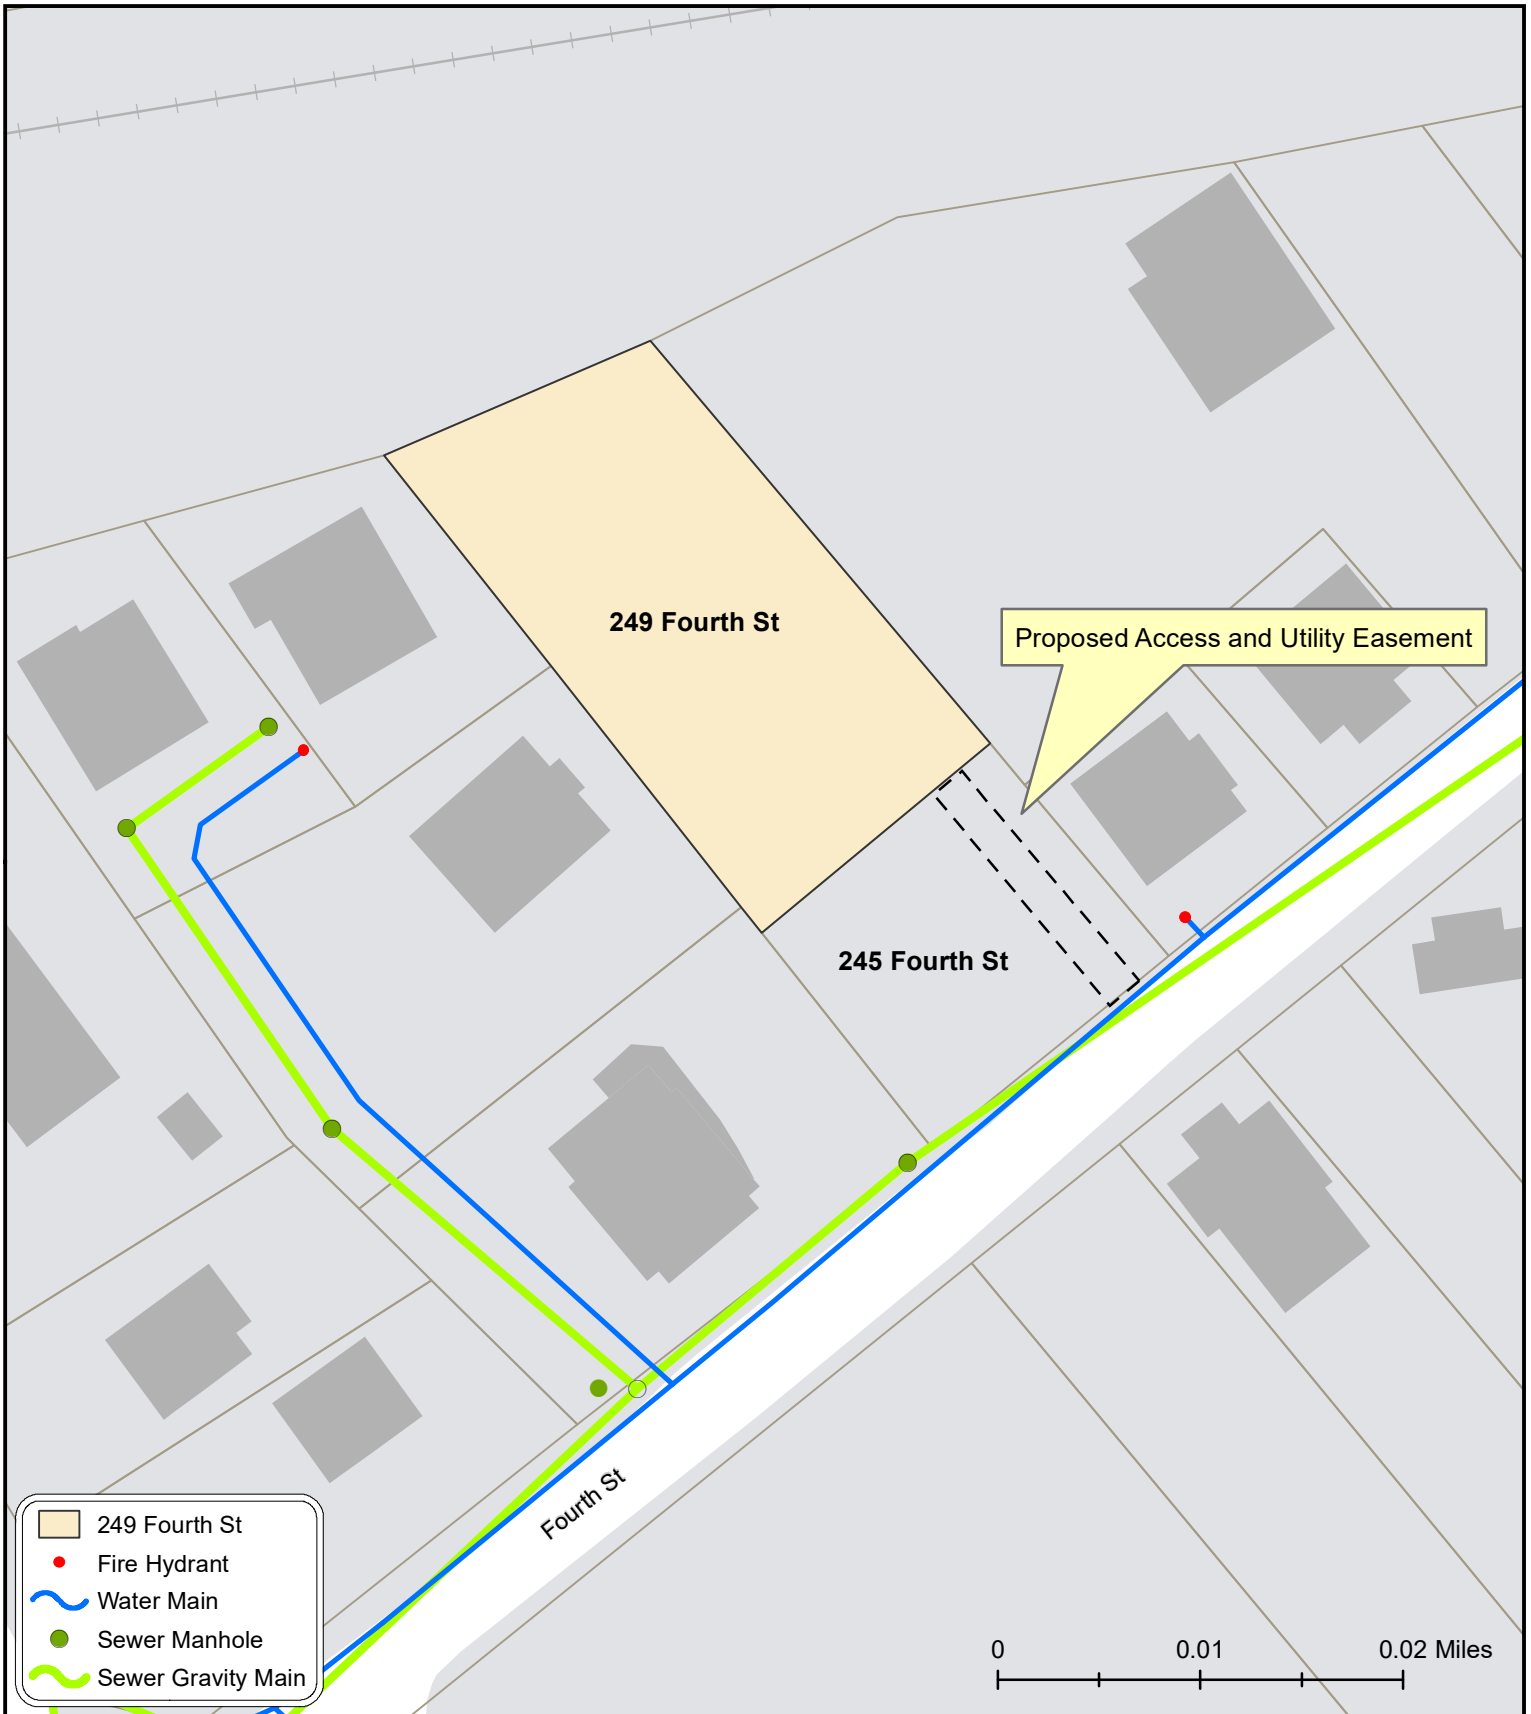 249 Fourth St
Proposed Access and Utility Easement
245 Fourth St
Fourth St
249 Fourth St
Fire Hydrant
Water Main
Sewer Manhole
Sewer Gravity Main
0 0.01 0.02 Miles